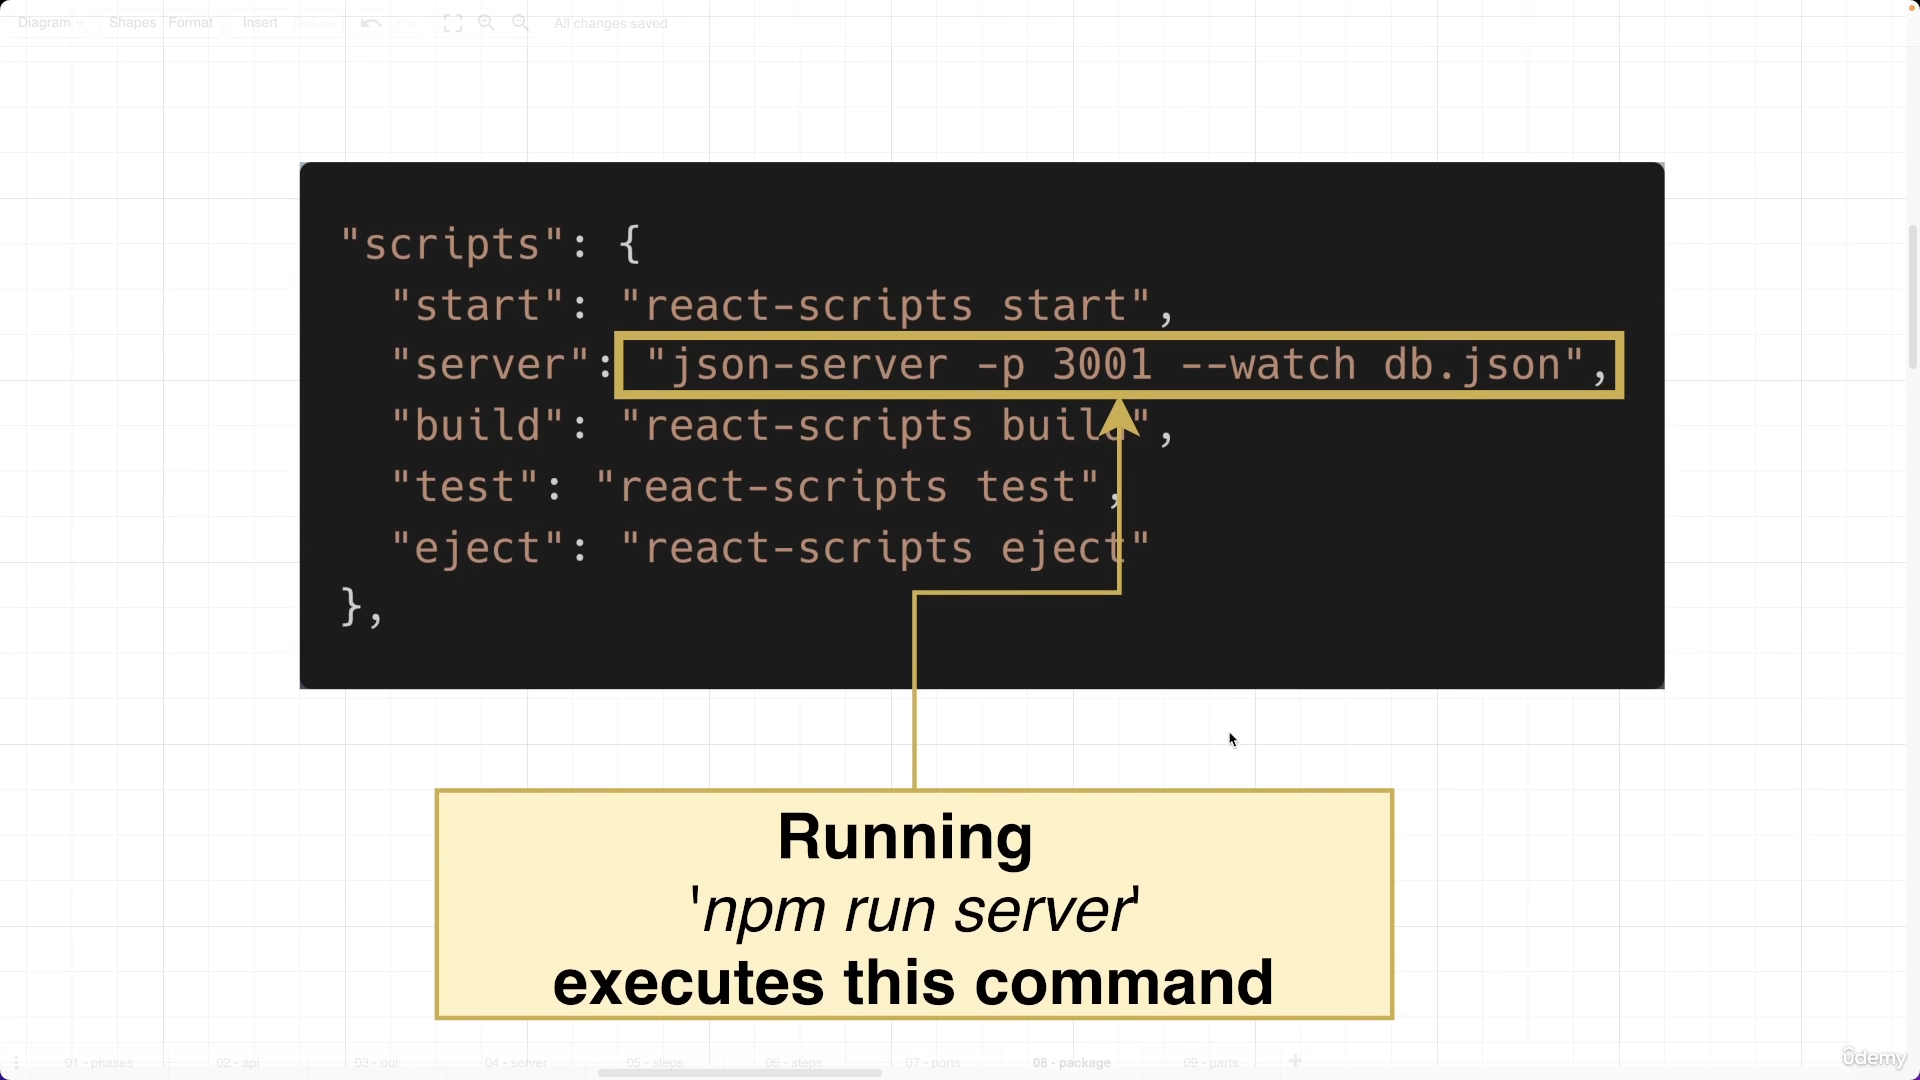 Diagram Shapes Format Insert Delete All changes saved
"scripts": {
"start": "react-scripts start",
"server": "json-server -p 3001 --watch db.json",
"build": "react-scripts build",
"test": "react-scripts test",
"eject": "react-scripts eject"
},
Running
'npm run server'
executes this command
01 - phases 02 - api 03 - our 04 - server 05 - steps 06 - steps 07 - ports 08 - package 09 - parts
ûdemy